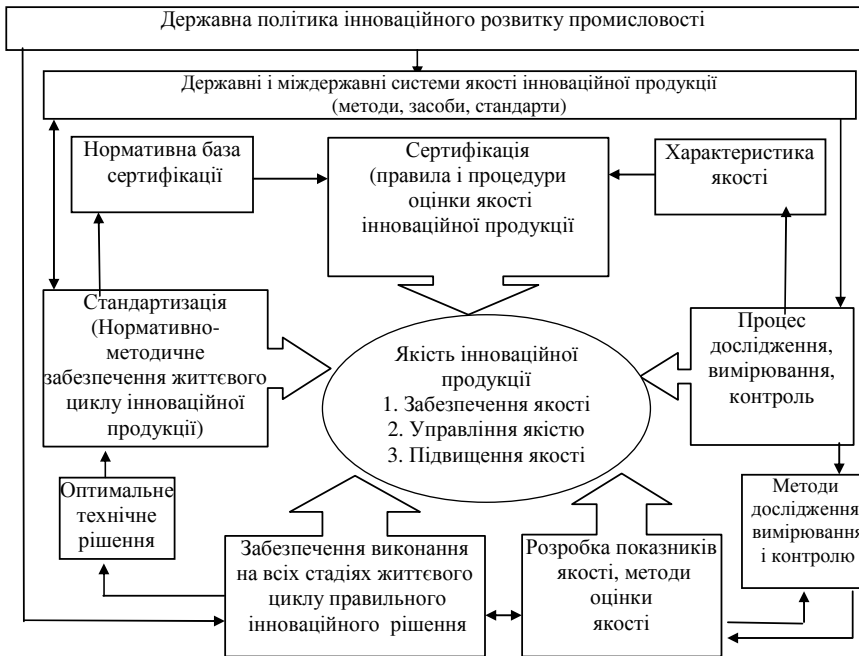 Державна політика інноваційного розвитку промисловості
Державні і міждержавні системи якості інноваційної продукції
(методи, засоби, стандарти)
Нормативна база
сертифікації
Сертифікація
(правила і процедури
оцінки якості
інноваційної продукції
Характеристика
якості
Стандартизація
(Нормативно-
методичне
забезпечення життєвого
циклу інноваційної
продукції)
Якість інноваційної
продукції
1. Забезпечення якості
2. Управління якістю
3. Підвищення якості
Процес
дослідження,
вимірювання,
контроль
Оптимальне
технічне
рішення
Забезпечення виконання
на всіх стадіях життєвого
циклу правильного
інноваційного рішення
Розробка показників
якості, методи
оцінки
якості
Методи
дослідження
вимірювання
і контролю